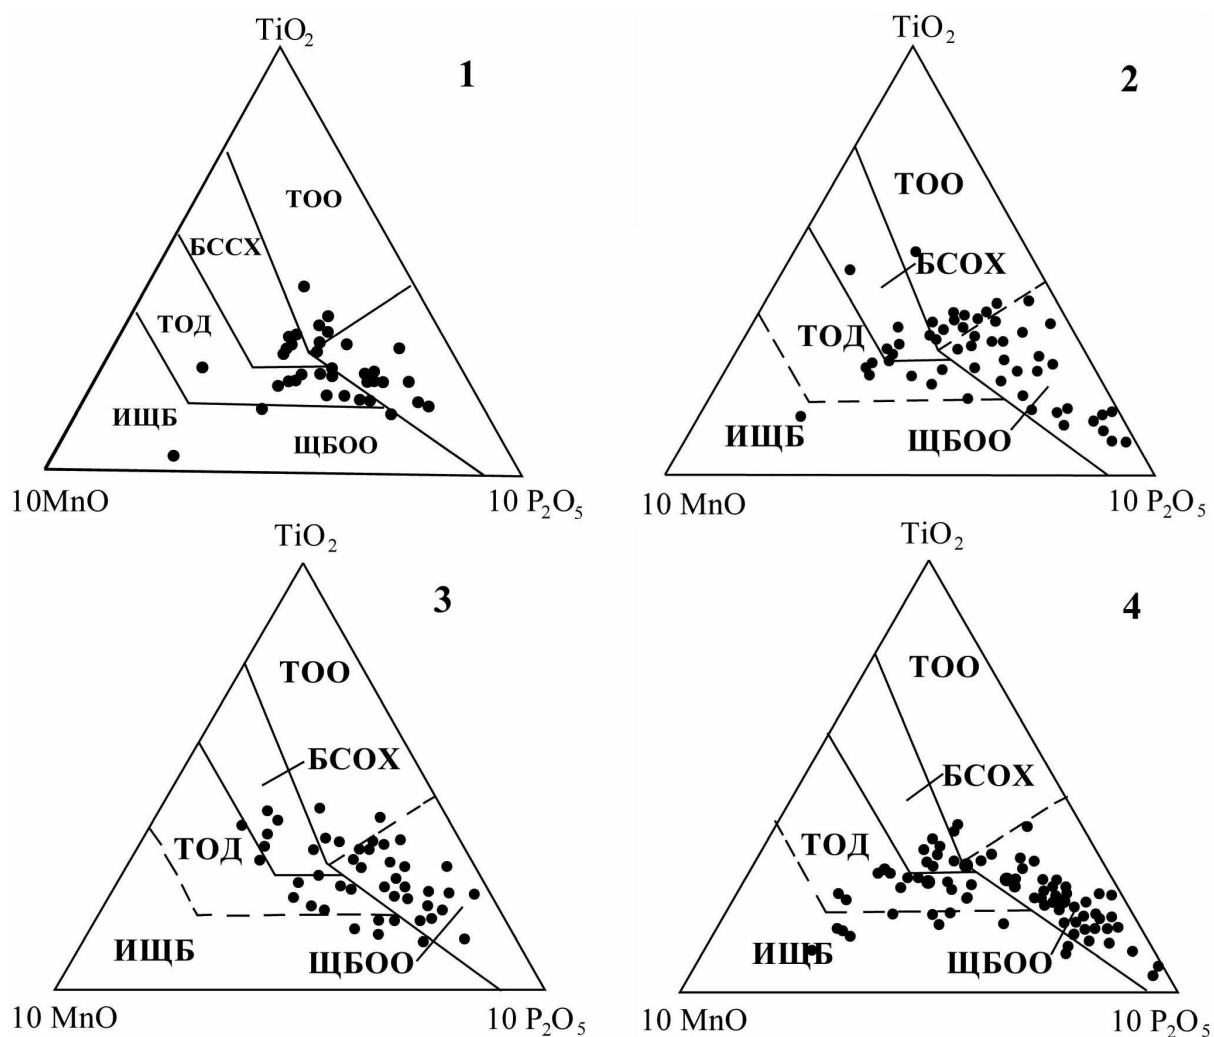 TiO₂
1
ТОО
БССХ
ТОД
ИЩБ
ЩБОО
10MnO
10 P₂O₅
TiO₂
2
ТОО
БСОХ
ТОД
ИЩБ
ЩБОО
10 MnO
10 P₂O₅
TiO₂
3
ТОО
БСОХ
ТОД
ИЩБ
ЩБОО
10 MnO
10 P₂O₅
TiO₂
4
ТОО
БСОХ
ТОД
ИЩБ
ЩБОО
10 MnO
10 P₂O₅